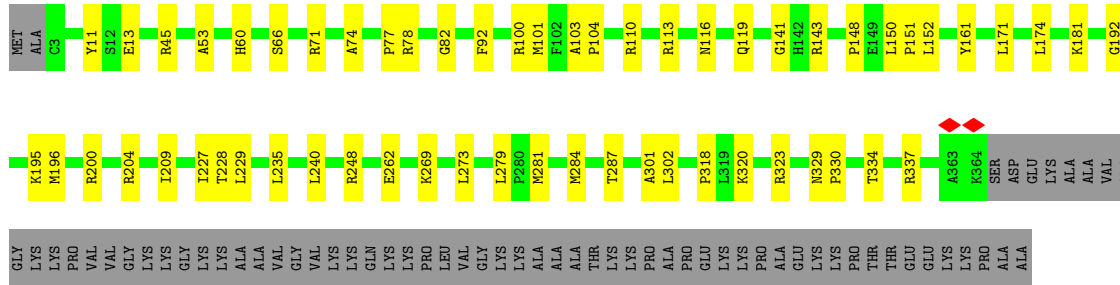 MET ALA C3 Y11 S12 E13 R45 A53 H60 S66 R71 A74 P77 R78 G82 F92 R100 M101 F102 A103 P104 R110 R113 N116 Q119 G141 H142 R143 P148 E149 L150 P151 L152 Y161 L171 L174 K181 G192
K195 M196 R200 R204 I209 I227 T228 L229 L235 L240 R248 E262 K269 L273 L279 P280 M281 M284 T287 A301 L302 P318 L319 K320 R323 N329 P330 T334 R337 A363 K364 SER ASP GLU LYS ALA ALA VAL
GLY LYS LYS PRO VAL VAL GLY LYS LYS GLY LYS LYS ALA ALA VAL GLY VAL LYS LYS GLN LYS LYS PRO LEU VAL GLY LYS LYS ALA ALA ALA THR LYS LYS PRO ALA PRO GLU LYS LYS PRO ALA GLU LYS LYS PRO THR THR GLU GLU LYS LYS PRO ALA ALA